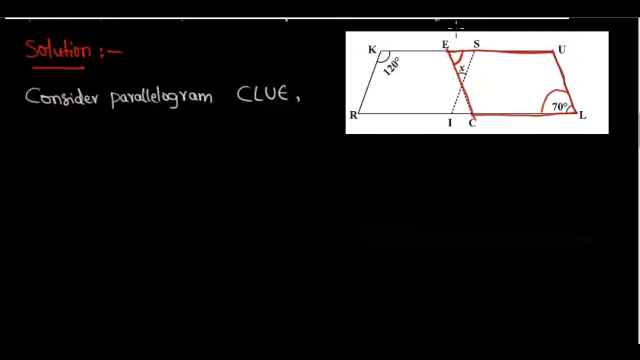 Solution :-
Consider parallelogram CLUE,
K E S U
120° x
70°
R I C L